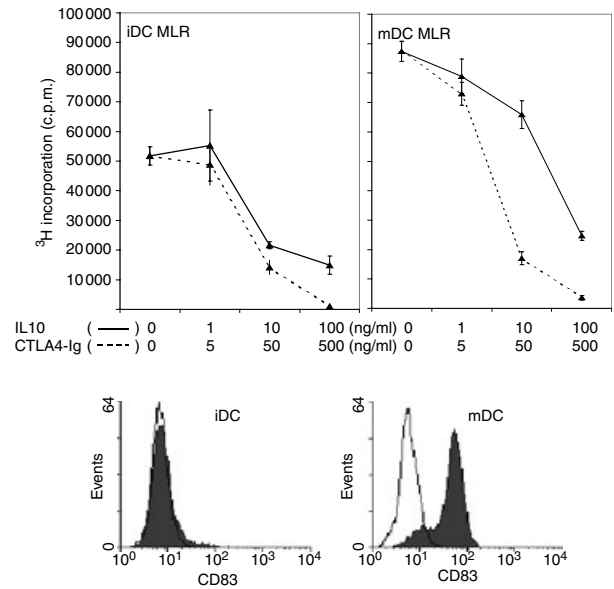 iDC MLR
mDC MLR
³H incorporation (c.p.m.)
100 000
90 000
80 000
70 000
60 000
50 000
40 000
30 000
20 000
10 000
IL10 ( —— ) 0 1 10 100 (ng/ml) 0 1 10 100
CTLA4-Ig ( ---- ) 0 5 50 500 (ng/ml) 0 5 50 500
iDC
mDC
64
Events
0
10⁰ 10¹ 10² 10³ 10⁴
CD83
64
Events
0
10⁰ 10¹ 10² 10³ 10⁴
CD83